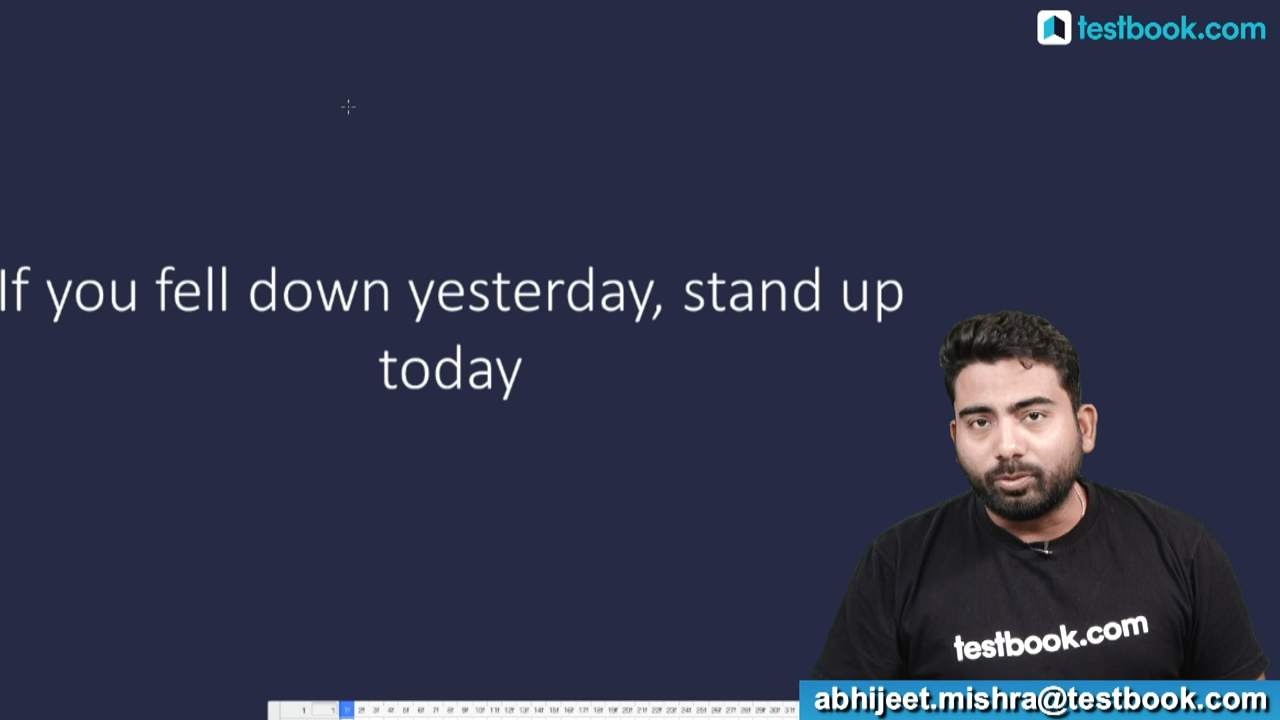 testbook.com
If you fell down yesterday, stand up
today
testbook.com
abhijeet.mishra@testbook.com